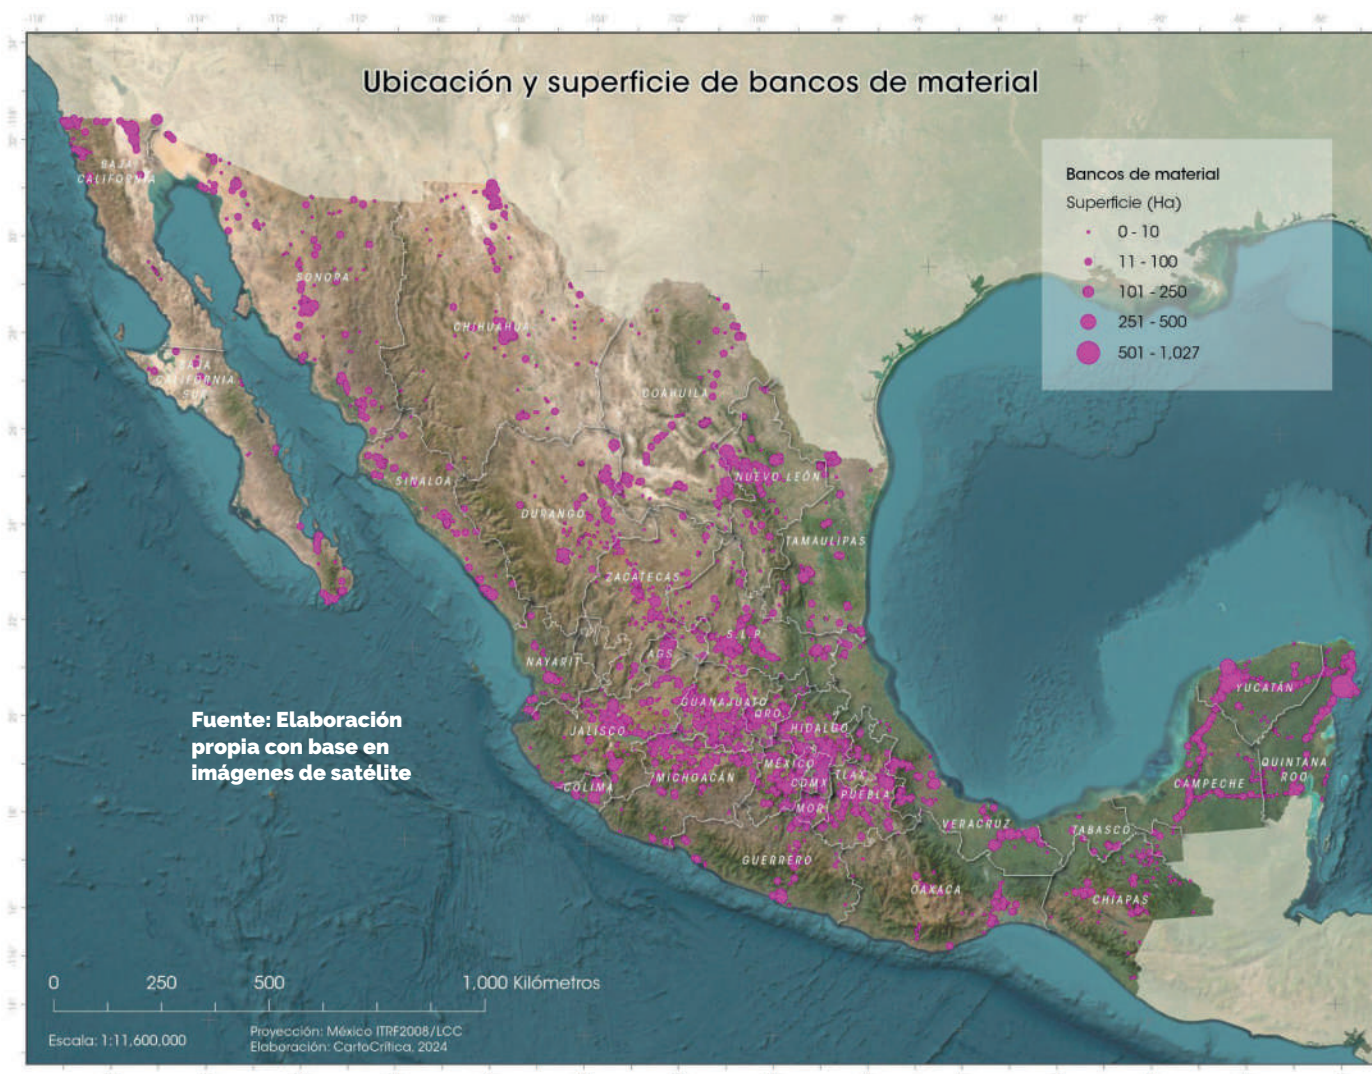 Ubicación y superficie de bancos de material
Bancos de material
Superficie (Ha)
0 - 10
11 - 100
101 - 250
251 - 500
501 - 1,027
BAJA
CALIFORNIA
SONORA
CHIHUAHUA
BAJA
CALIFORNIA
SUR
COAHUILA
SINALOA
DURANGO
NUEVO LEÓN
TAMAULIPAS
ZACATECAS
S.L.P.
NAYARIT
AGS
GUANAJUATO
QRO.
HIDALGO
JALISCO
MÉXICO
CDMX
TLAX.
COLIMA
MICHOACÁN
MOR.
PUEBLA
VERACRUZ
TABASCO
GUERRERO
OAXACA
CHIAPAS
YUCATÁN
CAMPECHE
QUINTANA
ROO
Fuente: Elaboración
propia con base en
imágenes de satélite
0 250 500 1,000 Kilómetros
Escala: 1:11,600,000
Proyección: México ITRF2008/LCC
Elaboración: CartoCrítica, 2024